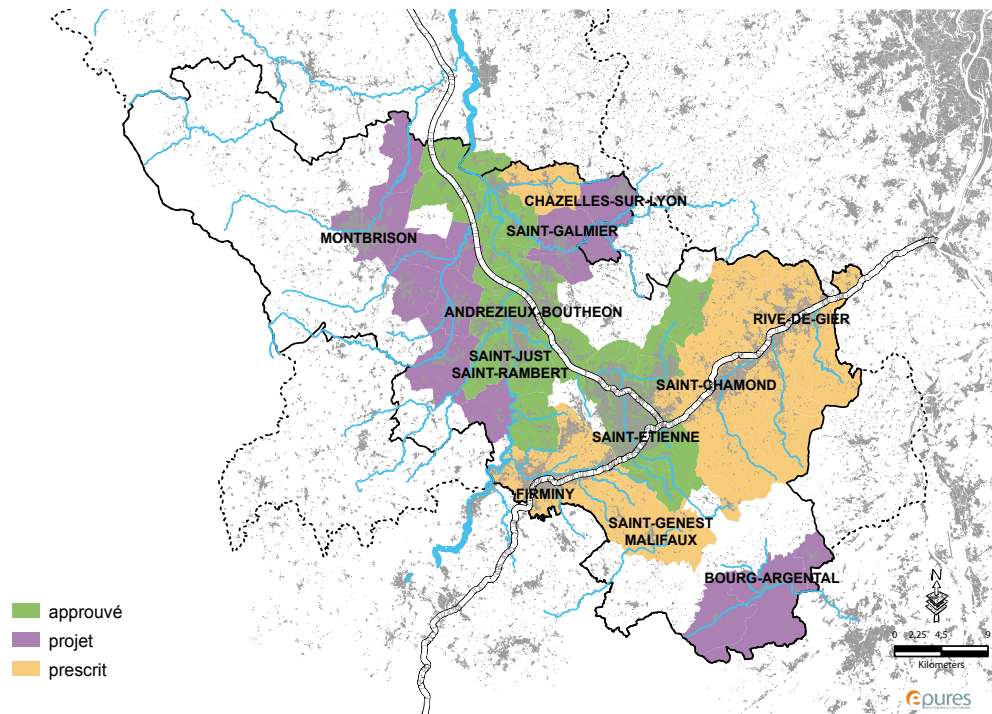 CHAZELLES-SUR-LYON
SAINT-GALMIER
MONTBRISON
ANDREZIEUX-BOUTHEON
RIVE-DE-GIER
SAINT-JUST
SAINT-RAMBERT
SAINT-CHAMOND
SAINT-ETIENNE
FIRMINY
SAINT-GENEST
MALIFAUX
BOURG-ARGENTAL
approuvé
projet
prescrit
N
0 2,25 4,5 9
Kilometers
epures